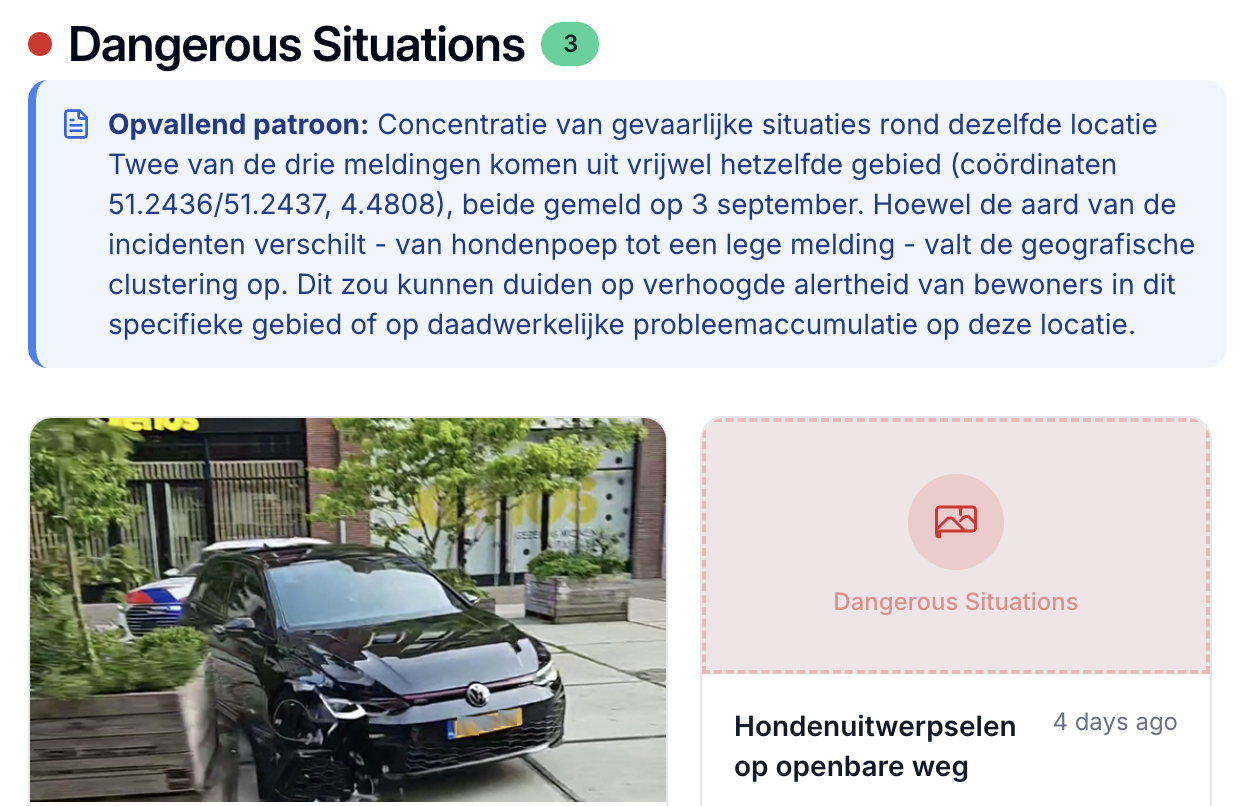 Dangerous Situations 3
Opvallend patroon: Concentratie van gevaarlijke situaties rond dezelfde locatie
Twee van de drie meldingen komen uit vrijwel hetzelfde gebied (coördinaten
51.2436/51.2437, 4.4808), beide gemeld op 3 september. Hoewel de aard van de
incidenten verschilt - van hondenpoep tot een lege melding - valt de geografische
clustering op. Dit zou kunnen duiden op verhoogde alertheid van bewoners in dit
specifieke gebied of op daadwerkelijke probleemaccumulatie op deze locatie.
Dangerous Situations
Hondenuitwerpselen
4 days ago
op openbare weg